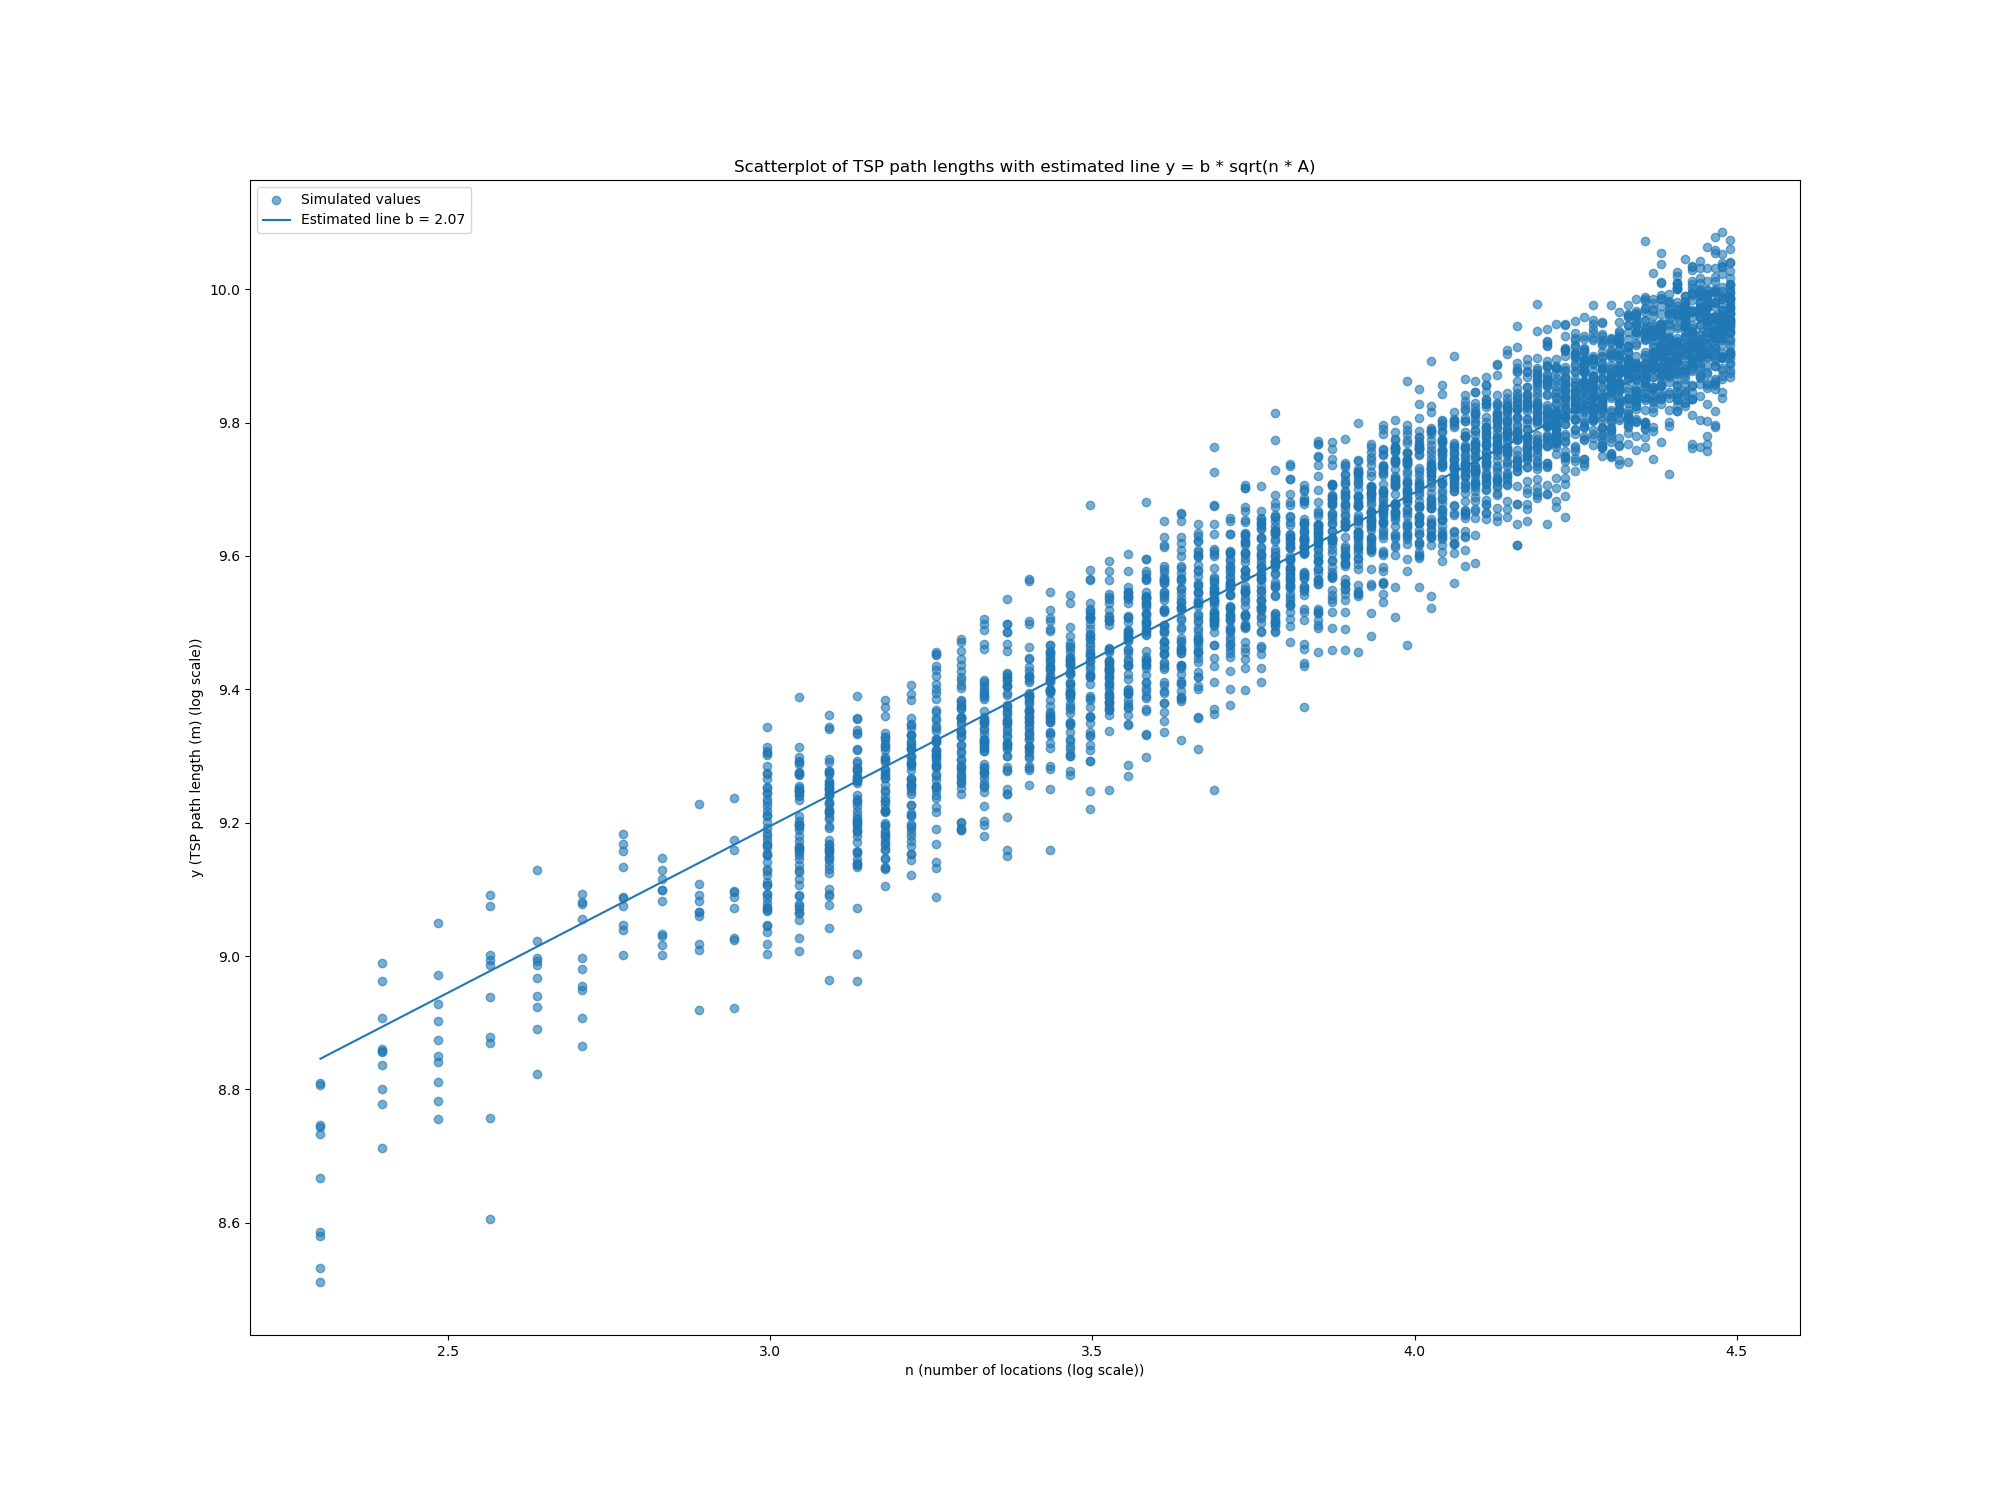 Scatterplot of TSP path lengths with estimated line y = b * sqrt(n * A)
Simulated values
Estimated line b = 2.07
y (TSP path length (m) (log scale))
10.0
9.8
9.6
9.4
9.2
9.0
8.8
8.6
2.5 3.0 3.5 4.0 4.5
n (number of locations (log scale))